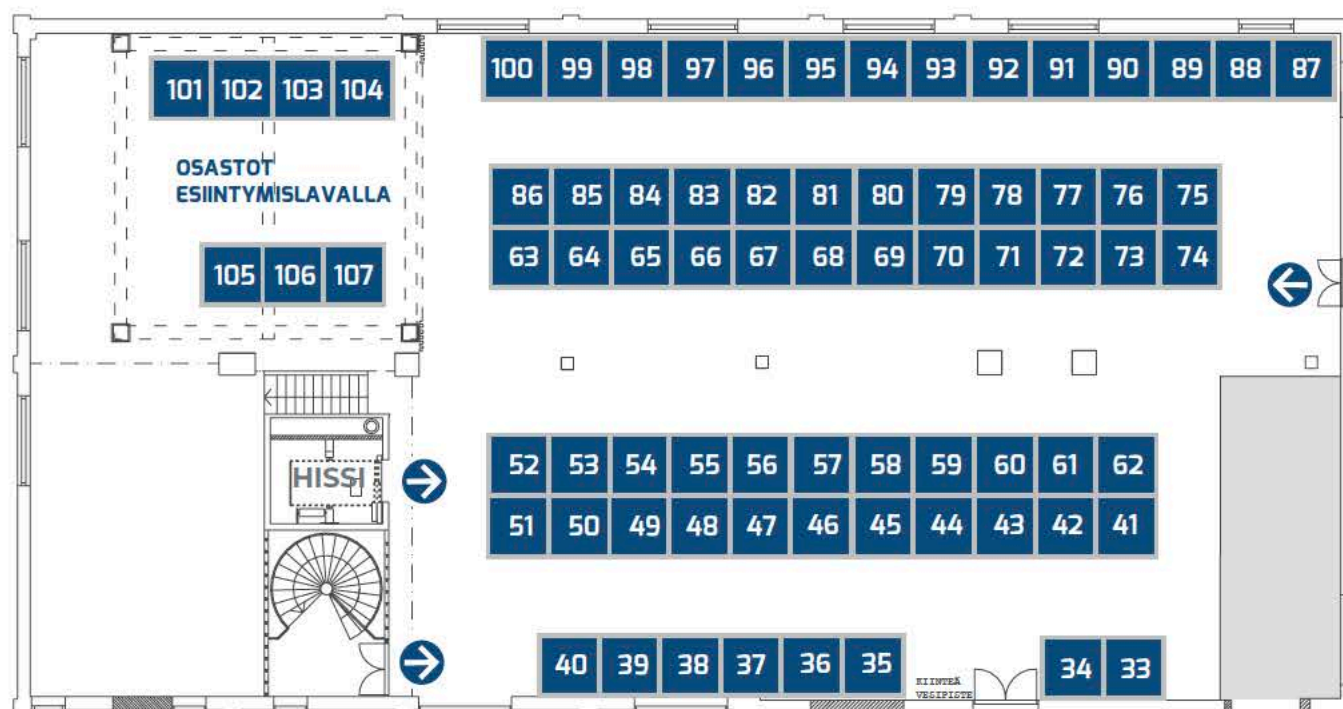 100 99 98 97 96 95 94 93 92 91 90 89 88 87
101 102 103 104
OSASTOT
ESIINTYMISLAVALLA
86 85 84 83 82 81 80 79 78 77 76 75
63 64 65 66 67 68 69 70 71 72 73 74
105 106 107
52 53 54 55 56 57 58 59 60 61 62
HISSI
51 50 49 48 47 46 45 44 43 42 41
40 39 38 37 36 35
34 33
KIINTEÄ
VESIPISTE